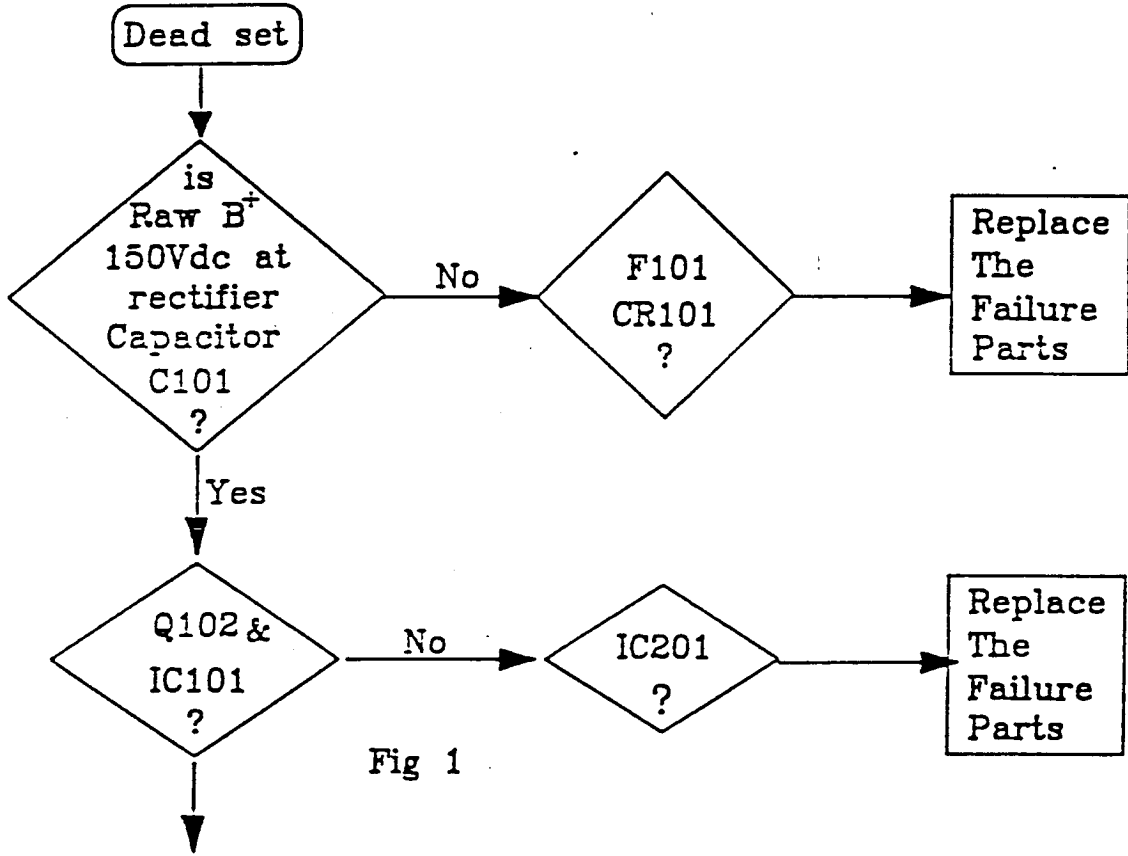 Dead set
is
Raw B+
150Vdc at
rectifier
Capacitor
C101
?
No
F101
CR101
?
Replace
The
Failure
Parts
Yes
Q102 &
IC101
?
No
IC201
?
Replace
The
Failure
Parts
Fig 1